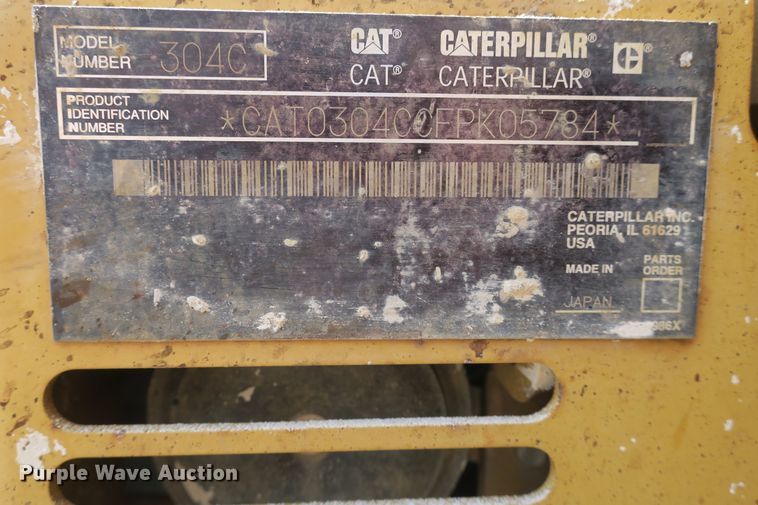 MODEL NUMBER 304C
CAT® CATERPILLAR® ®
CAT® CATERPILLAR®
PRODUCT IDENTIFICATION NUMBER *CAT0304CCFPK05784*
CATERPILLAR INC.
PEORIA, IL 61629
USA
MADE IN JAPAN
PARTS ORDER
Purple Wave Auction